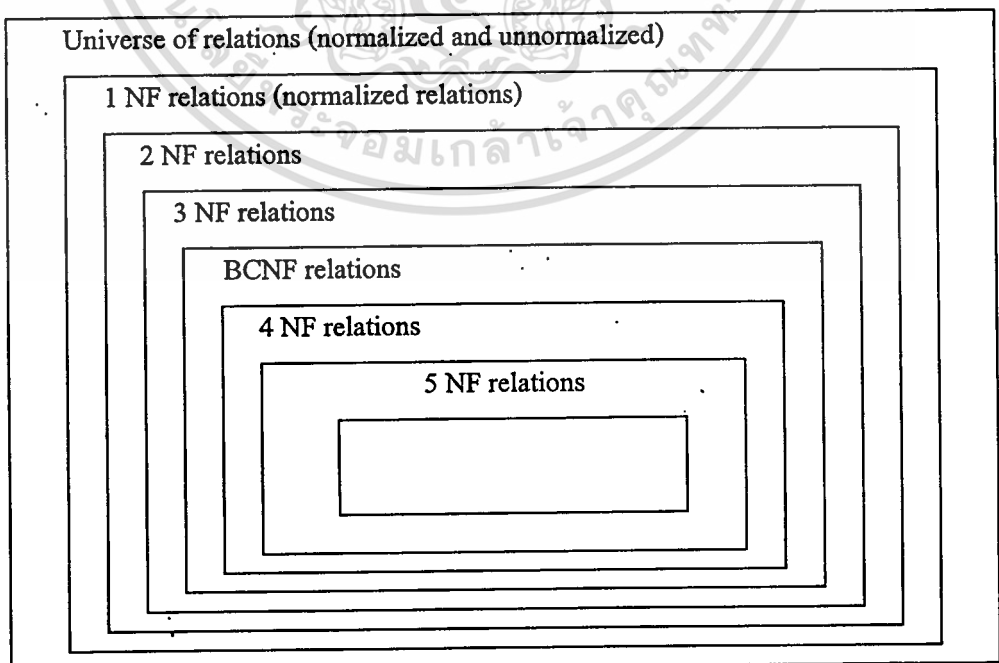 Universe of relations (normalized and unnormalized)
1 NF relations (normalized relations)
2 NF relations
3 NF relations
BCNF relations
4 NF relations
5 NF relations